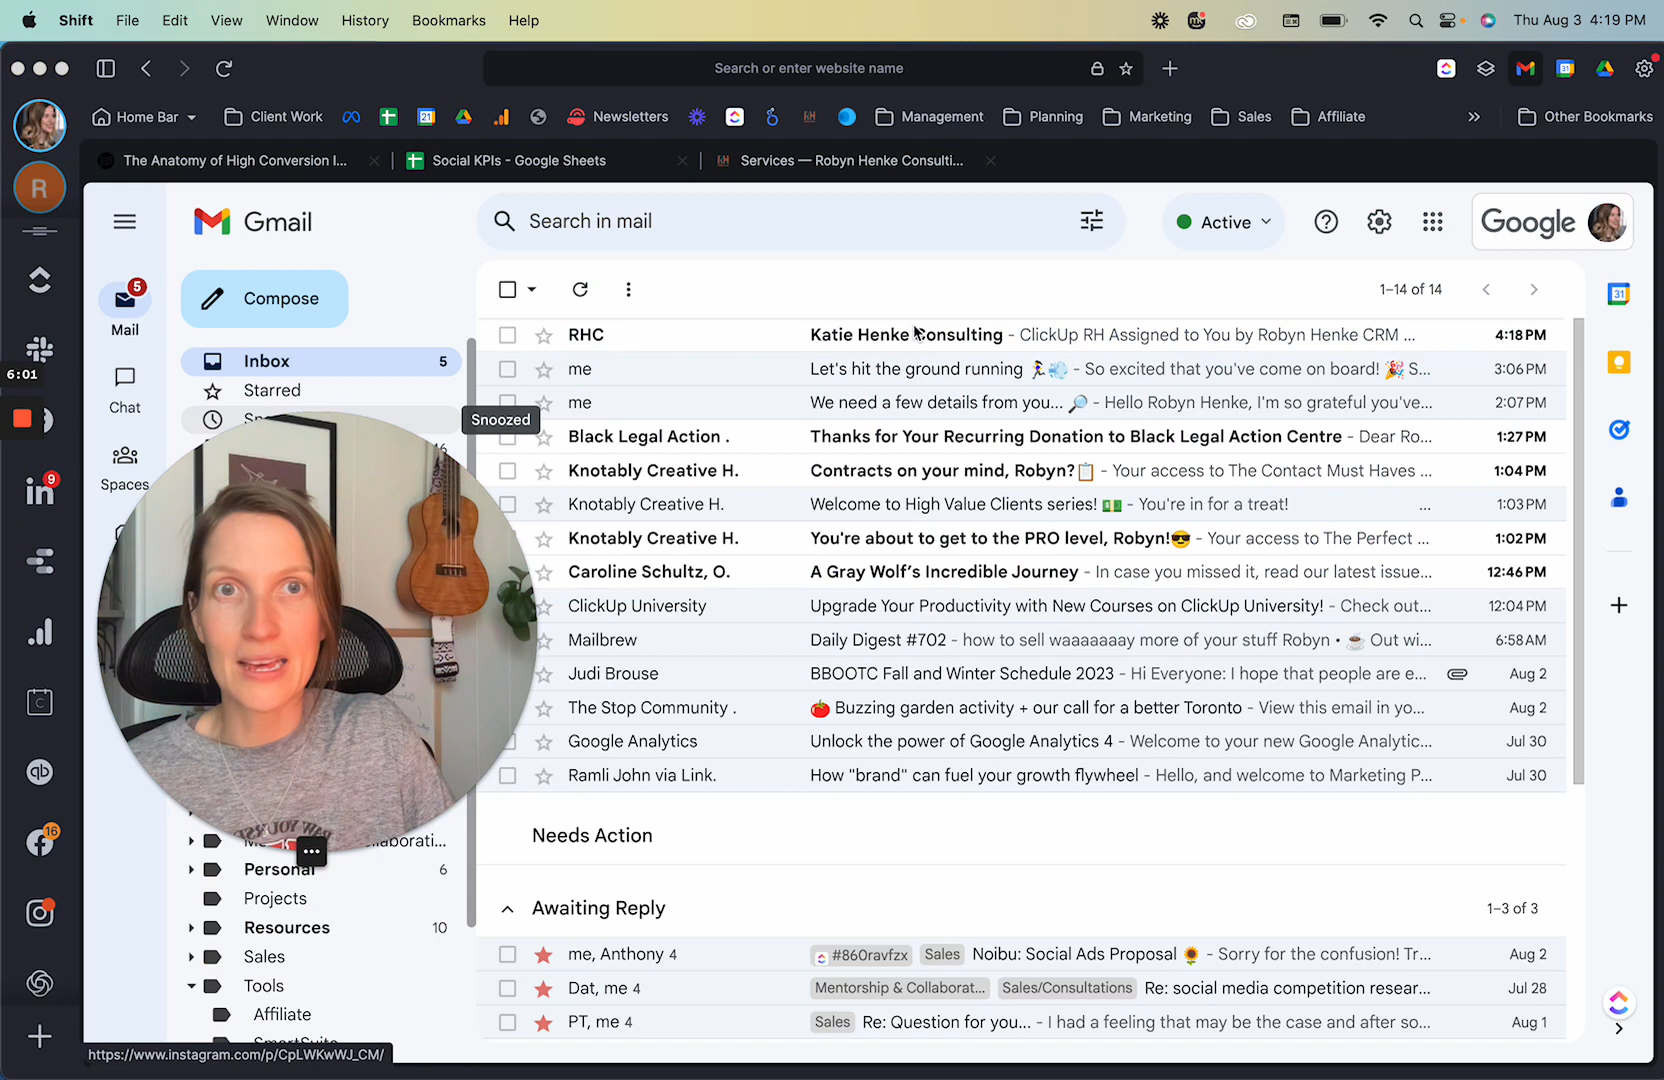 Shift File Edit View Window History Bookmarks Help Thu Aug 3 4:19 PM
Search or enter website name
Home Bar Client Work Newsletters Management Planning Marketing Sales Affiliate » Other Bookmarks
The Anatomy of High Conversion I... Social KPIs - Google Sheets Services — Robyn Henke Consulti...
R
Gmail Search in mail Active Google
Compose 1–14 of 14
5
Mail
Chat
Spaces
6:01
9
16
Inbox 5
Starred
Snoozed
RHC Katie Henke Consulting - ClickUp RH Assigned to You by Robyn Henke CRM ... 4:18 PM
me Let's hit the ground running 🏃‍♀️💨 - So excited that you've come on board! 🎉 S... 3:06 PM
me We need a few details from you... 🔎 - Hello Robyn Henke, I'm so grateful you've... 2:07 PM
Black Legal Action . Thanks for Your Recurring Donation to Black Legal Action Centre - Dear Ro... 1:27 PM
Knotably Creative H. Contracts on your mind, Robyn?📋 - Your access to The Contact Must Haves ... 1:04 PM
Knotably Creative H. Welcome to High Value Clients series! 💵 - You're in for a treat! ... 1:03 PM
Knotably Creative H. You're about to get to the PRO level, Robyn!😎 - Your access to The Perfect ... 1:02 PM
Caroline Schultz, O. A Gray Wolf’s Incredible Journey - In case you missed it, read our latest issue... 12:46 PM
ClickUp University Upgrade Your Productivity with New Courses on ClickUp University! - Check out... 12:04 PM
Mailbrew Daily Digest #702 - how to sell waaaaaaay more of your stuff Robyn • ☕ Out wi... 6:58 AM
Judi Brouse BBOOTC Fall and Winter Schedule 2023 - Hi Everyone: I hope that people are e... Aug 2
The Stop Community . 🍅 Buzzing garden activity + our call for a better Toronto - View this email in yo... Aug 2
Google Analytics Unlock the power of Google Analytics 4 - Welcome to your new Google Analytic... Jul 30
Ramli John via Link. How "brand" can fuel your growth flywheel - Hello, and welcome to Marketing P... Jul 30
Needs Action
Personal 6
Projects
Resources 10
Sales
Tools
Affiliate
Awaiting Reply 1–3 of 3
me, Anthony 4 #860ravfzx Sales Noibu: Social Ads Proposal 🌻 - Sorry for the confusion! Tr... Aug 2
Dat, me 4 Mentorship & Collaborat... Sales/Consultations Re: social media competition resear... Jul 28
PT, me 4 Sales Re: Question for you... - I had a feeling that may be the case and after so... Aug 1
https://www.instagram.com/p/CpLWKwWJ_CM/